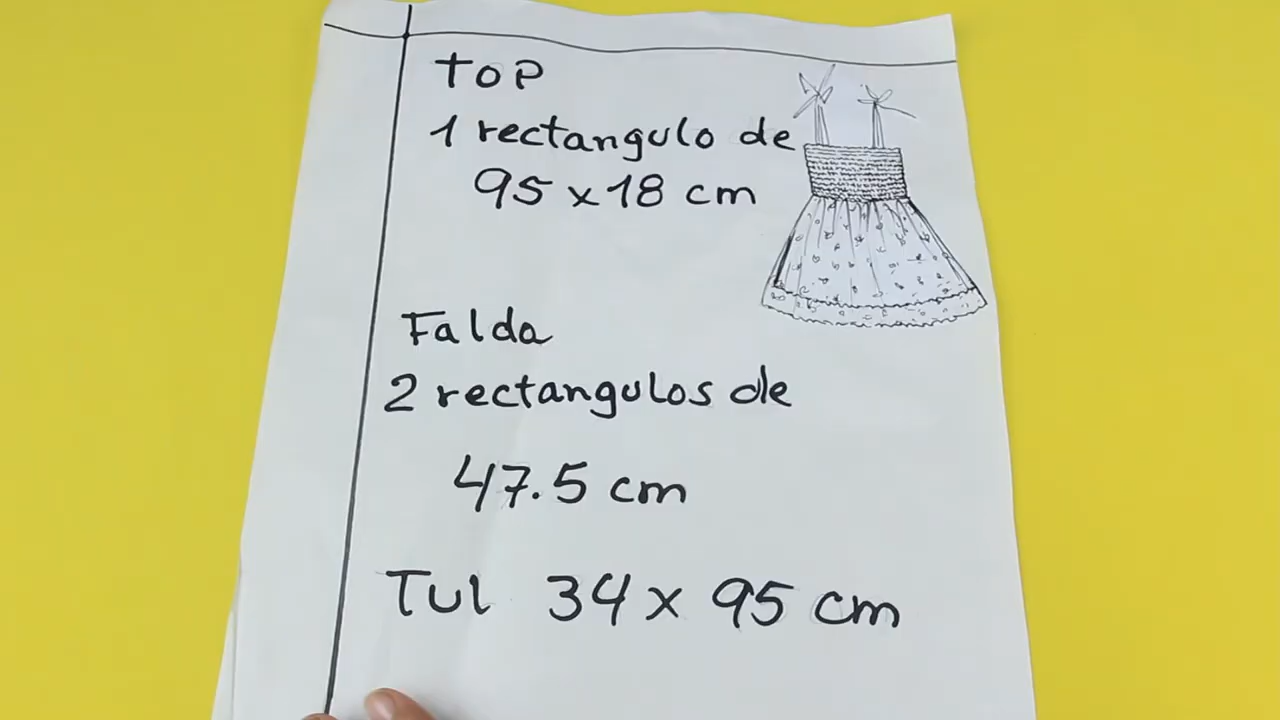 TOP
1 rectangulo de
95 x 18 cm
Falda
2 rectangulos de
47.5 cm
Tul 34 x 95 cm